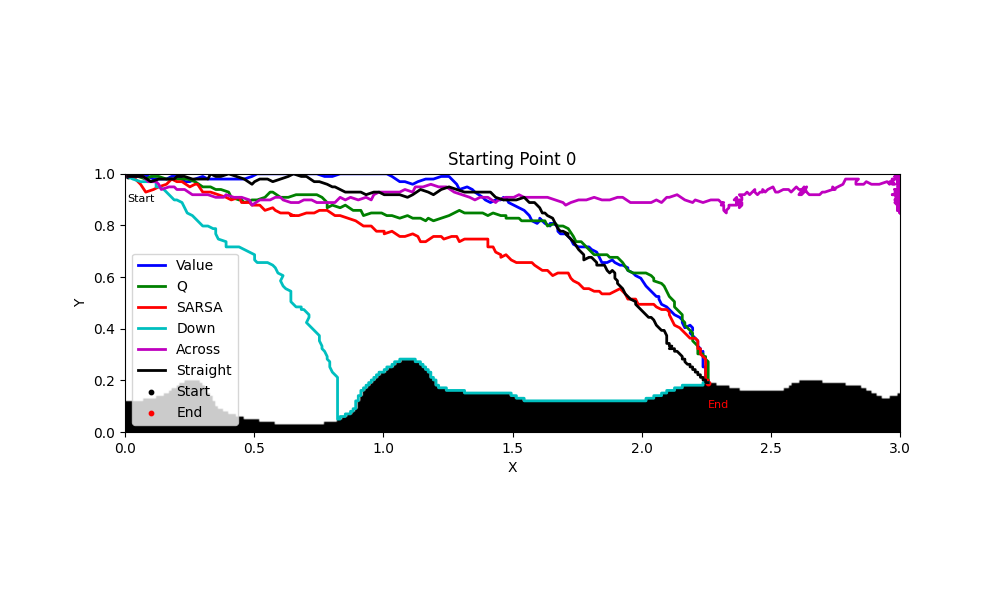 Starting Point 0
1.0
0.8
0.6
0.4
0.2
0.0
Y
Start
Value
Q
SARSA
Down
Across
Straight
Start
End
End
0.0 0.5 1.0 1.5 2.0 2.5 3.0
X